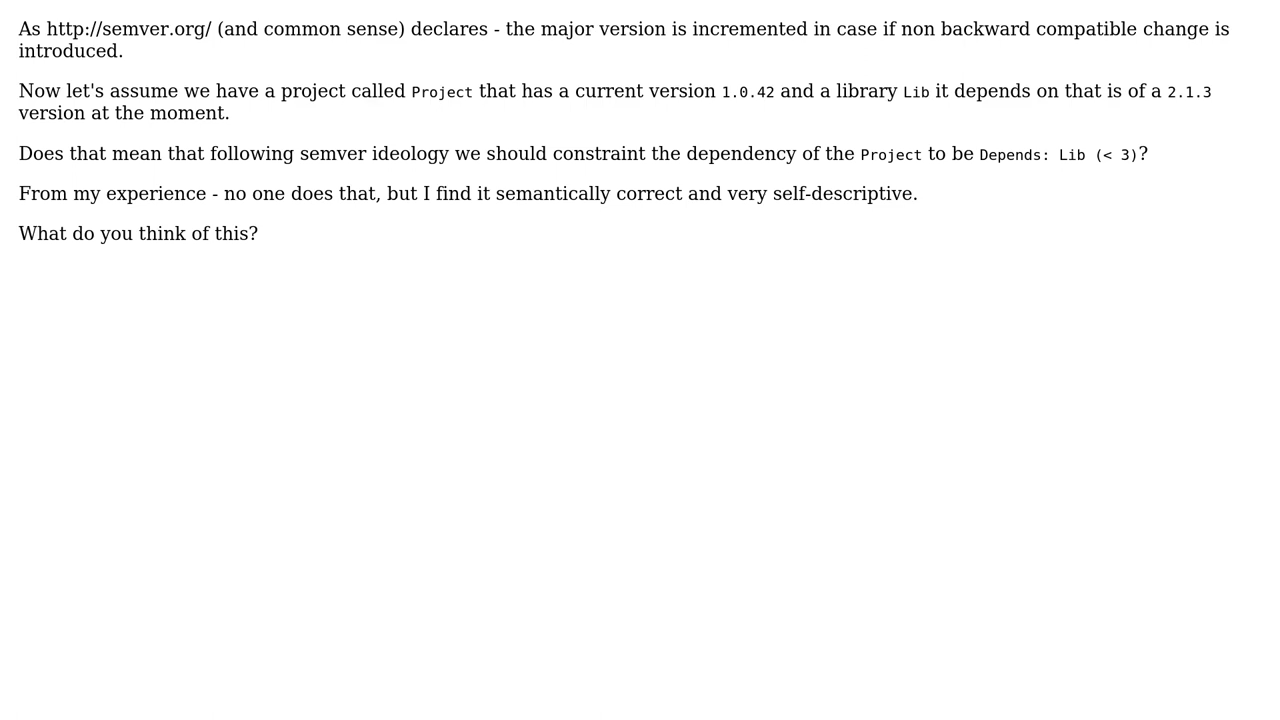 As http://semver.org/ (and common sense) declares - the major version is incremented in case if non backward compatible change is
introduced.
Now let's assume we have a project called Project that has a current version 1.0.42 and a library Lib it depends on that is of a 2.1.3
version at the moment.
Does that mean that following semver ideology we should constraint the dependency of the Project to be Depends: Lib (< 3)?
From my experience - no one does that, but I find it semantically correct and very self-descriptive.
What do you think of this?